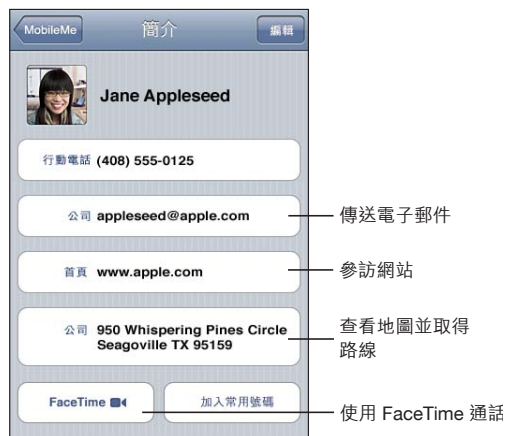 MobileMe 簡介 編輯
Jane Appleseed
行動電話 (408) 555-0125
公司 appleseed@apple.com
傳送電子郵件
首頁 www.apple.com
參訪網站
公司 950 Whispering Pines Circle
Seagoville TX 95159
查看地圖並取得
路線
FaceTime 加入常用號碼
使用 FaceTime 通話